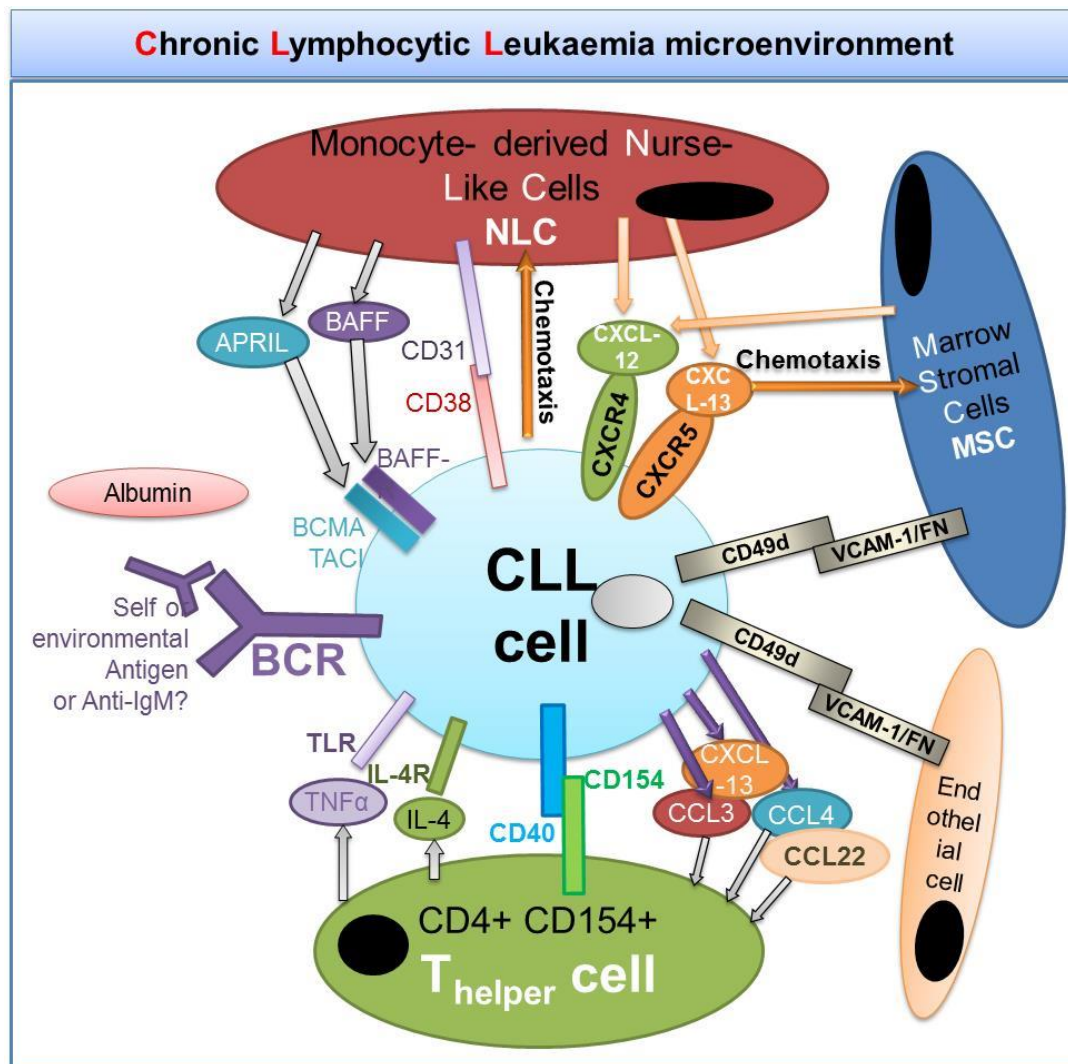 Chronic Lymphocytic Leukaemia microenvironment
Monocyte- derived Nurse-
Like Cells
NLC
APRIL
BAFF
CD31
CD38
Chemotaxis
CXCL-
12
CXCR4
CXC
L-13
CXCR5
Chemotaxis
Marrow
Stromal
Cells
MSC
Albumin
BAFF-
BCMA
TACI
CLL
cell
CD49d
VCAM-1/FN
CD49d
VCAM-1/FN
Self or
environmental
Antigen
or Anti-IgM?
BCR
TLR
TNFα
IL-4R
IL-4
CD40
CD154
CXCL
-13
CCL3
CCL4
CCL22
End
othel
ial
cell
CD4+ CD154+
Thelper cell